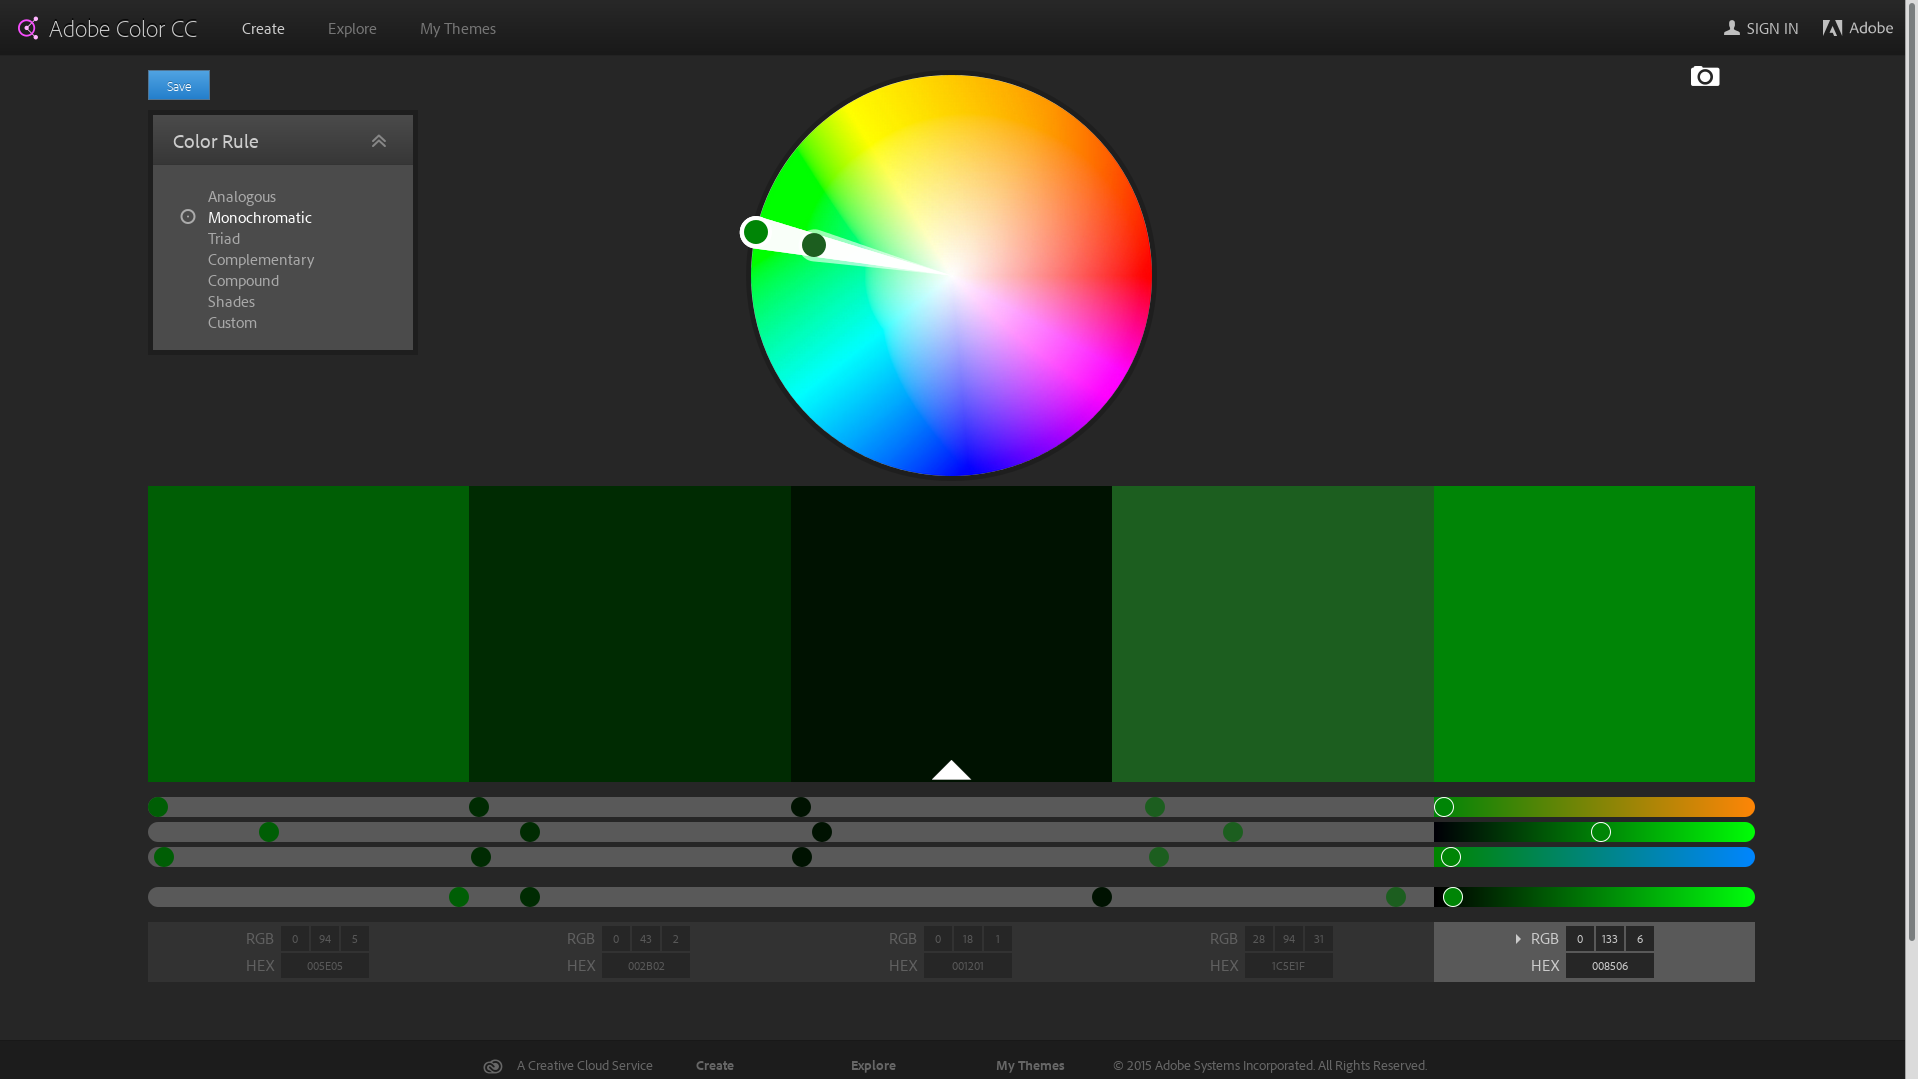 Adobe Color CC Create Explore My Themes SIGN IN Adobe
Save
Color Rule
Analogous
Monochromatic
Triad
Complementary
Compound
Shades
Custom
RGB 0 94 5 RGB 0 43 2 RGB 0 18 1 RGB 28 94 31 RGB 0 133 6
HEX 005E05 HEX 002B02 HEX 001201 HEX 1C5E1F HEX 008506
A Creative Cloud Service Create Explore My Themes © 2015 Adobe Systems Incorporated. All Rights Reserved.